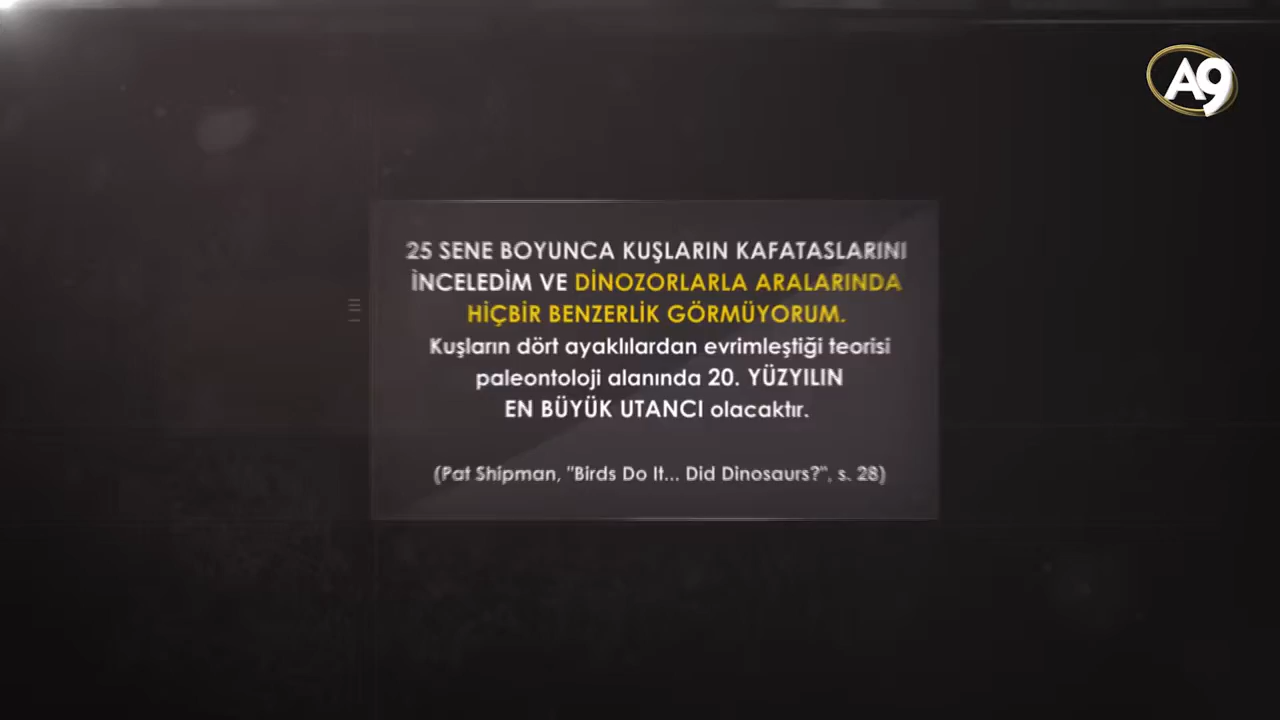 A9
25 SENE BOYUNCA KUŞLARIN KAFATASLARINI
İNCELEDİM VE DİNOZORLARLA ARALARINDA
HİÇBİR BENZERLİK GÖRMÜYORUM.
Kuşların dört ayaklılardan evrimleştiği teorisi
paleontoloji alanında 20. YÜZYILIN
EN BÜYÜK UTANCI olacaktır.
(Pat Shipman, "Birds Do It... Did Dinosaurs?", s. 28)